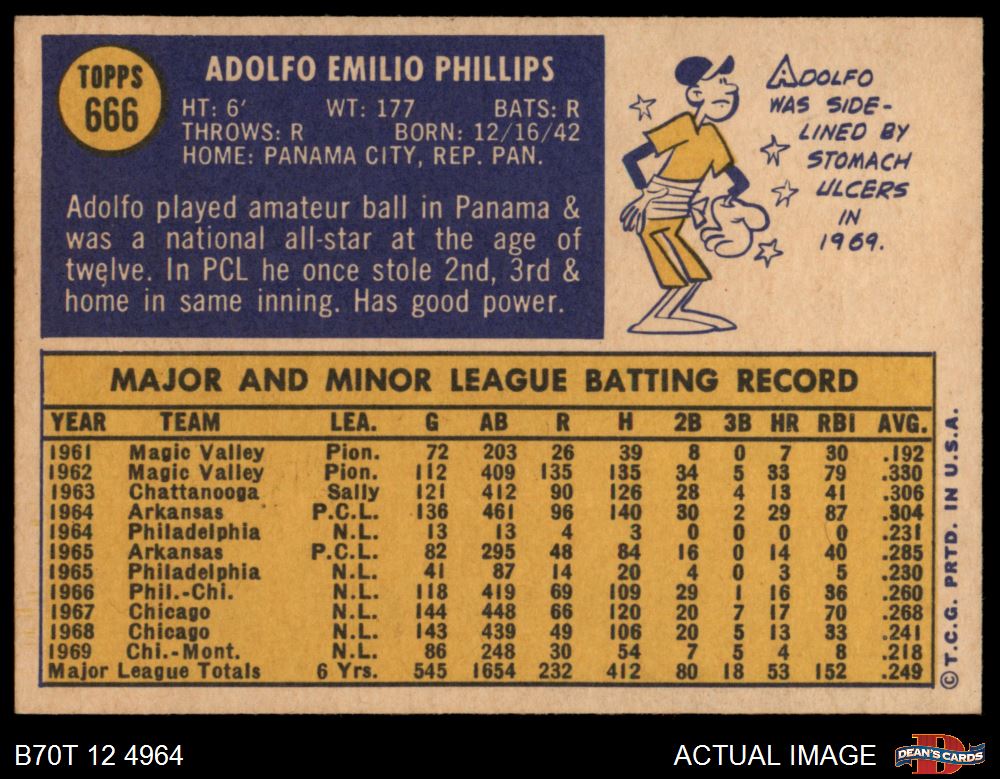 TOPPS
666
ADOLFO EMILIO PHILLIPS
HT: 6' WT: 177 BATS: R
THROWS: R BORN: 12/16/42
HOME: PANAMA CITY, REP. PAN.
Adolfo played amateur ball in Panama &
was a national all-star at the age of
twelve. In PCL he once stole 2nd, 3rd &
home in same inning. Has good power.
ADOLFO
WAS SIDE-
LINED BY
STOMACH
ULCERS
IN
1969.
MAJOR AND MINOR LEAGUE BATTING RECORD
YEAR TEAM LEA. G AB R H 2B 3B HR RBI AVG.
1961 Magic Valley Pion. 72 203 26 39 8 0 7 30 .192
1962 Magic Valley Pion. 112 409 135 135 34 5 33 79 .330
1963 Chattanooga Sally 121 412 90 126 28 4 13 41 .306
1964 Arkansas P.C.L. 136 461 96 140 30 2 29 87 .304
1964 Philadelphia N.L. 13 13 4 3 0 0 0 0 .231
1965 Arkansas P.C.L. 82 295 48 84 16 0 14 40 .285
1965 Philadelphia N.L. 41 87 14 20 4 0 3 5 .230
1966 Phil.-Chi. N.L. 118 419 69 109 29 1 16 36 .260
1967 Chicago N.L. 144 448 66 120 20 7 17 70 .268
1968 Chicago N.L. 143 439 49 106 20 5 13 33 .241
1969 Chi.-Mont. N.L. 86 248 30 54 7 5 4 8 .218
Major League Totals 6 Yrs. 545 1654 232 412 80 18 53 152 .249
© T.C.G. PRTD. IN U.S.A.
B70T 12 4964
ACTUAL IMAGE
D
DEAN'S CARDS